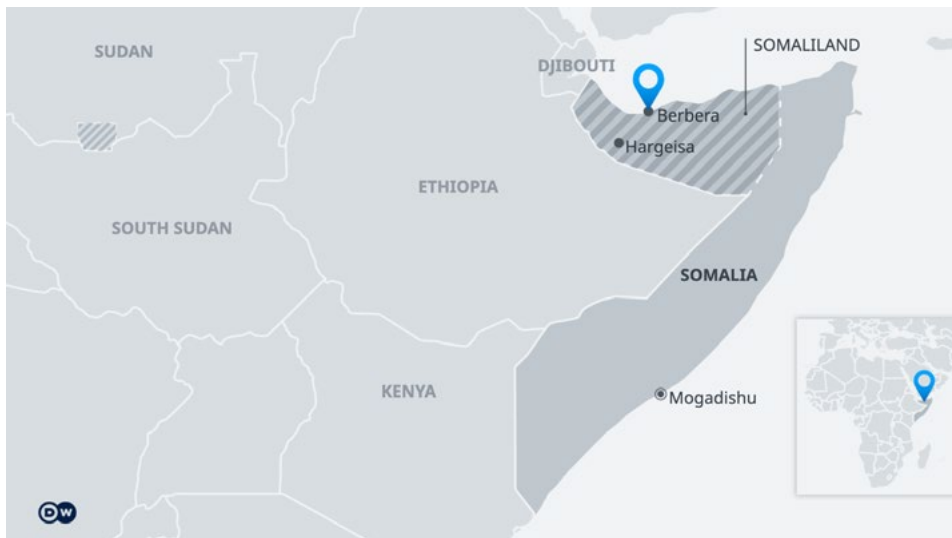 SUDAN
DJIBOUTI
SOMALILAND
Berbera
Hargeisa
ETHIOPIA
SOUTH SUDAN
SOMALIA
KENYA
Mogadishu
DW